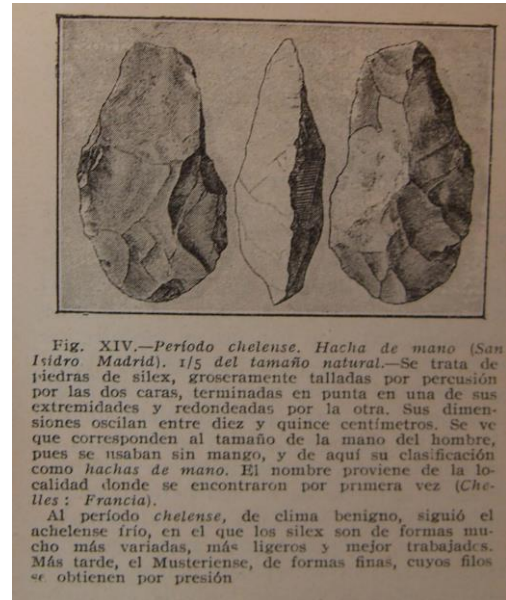 Fig. XIV.—Período chelense. Hacha de mano (San
Isidro Madrid). 1/5 del tamaño natural.—Se trata de
piedras de silex, groseramente talladas por percusión
por las dos caras, terminadas en punta en una de sus
extremidades y redondeadas por la otra. Sus dimen-
siones oscilan entre diez y quince centímetros. Se ve
que corresponden al tamaño de la mano del hombre,
pues se usaban sin mango, y de aquí su clasificación
como hachas de mano. El nombre proviene de la lo-
calidad donde se encontraron por primera vez (Che-
lles: Francia).
Al período chelense, de clima benigno, siguió el
achelense frío, en el que los silex son de formas mu-
cho más variadas, más ligeros y mejor trabajados.
Más tarde, el Musteriense, de formas finas, cuyos filos
se obtienen por presión